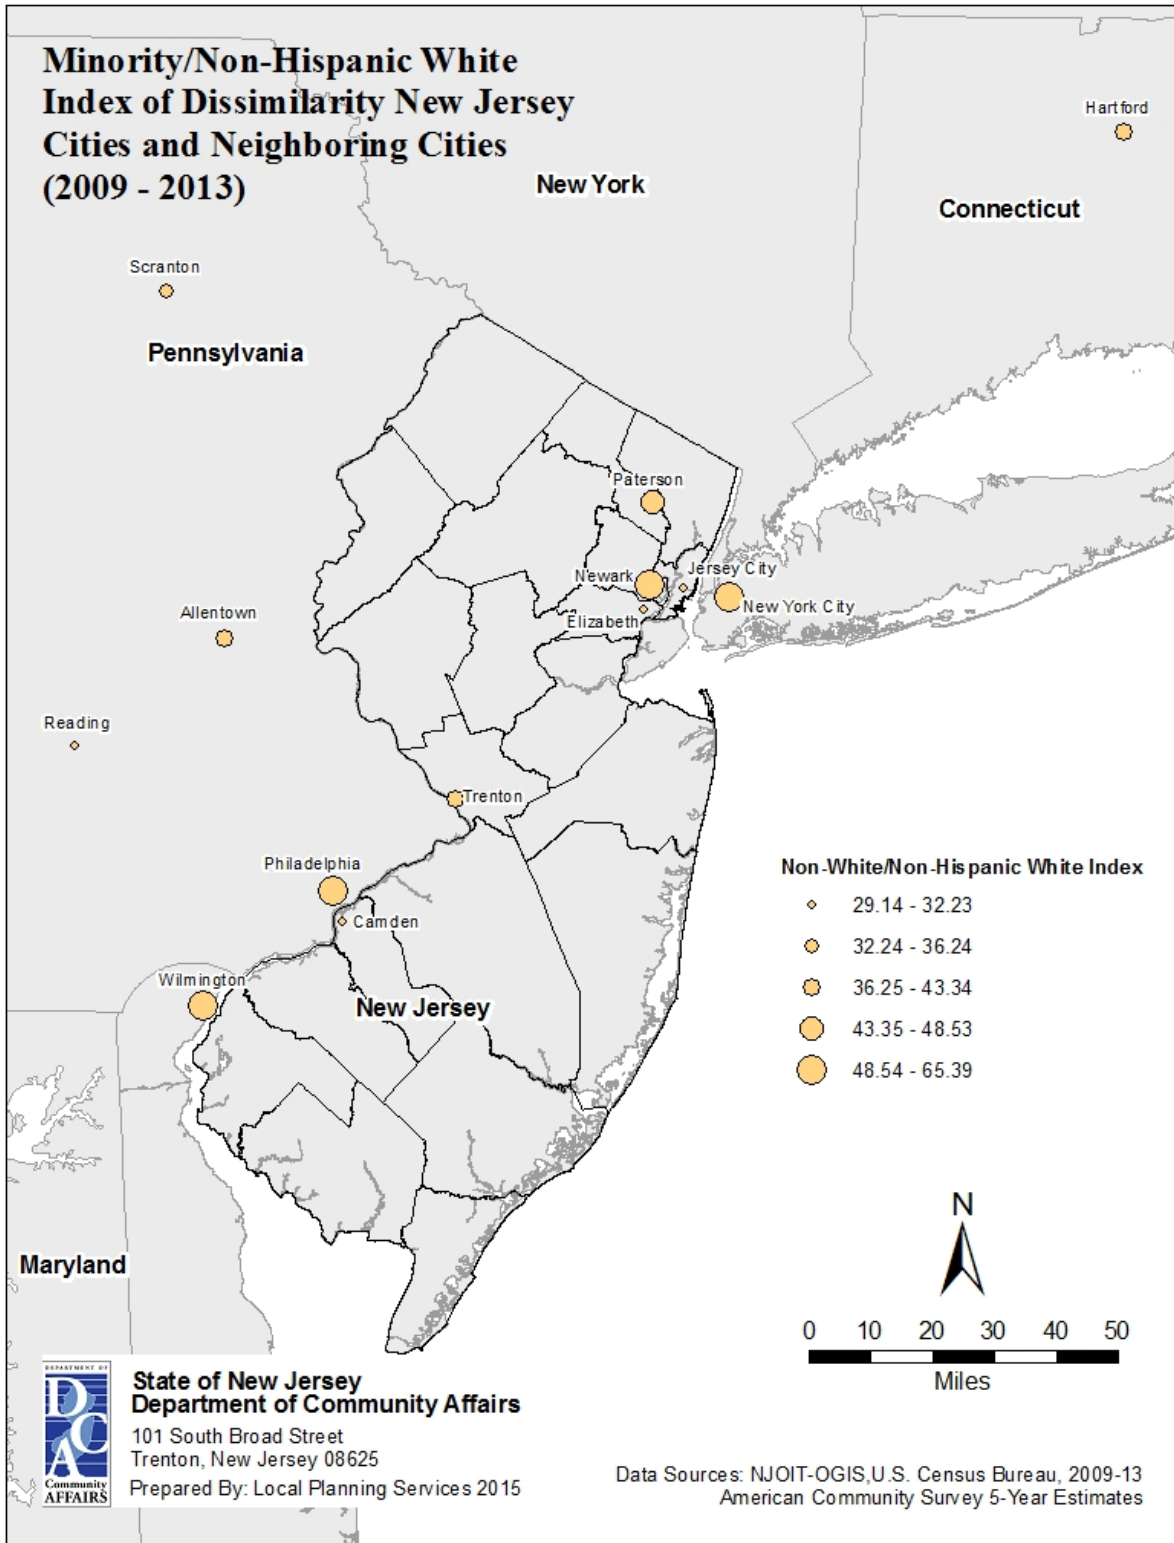 Minority/Non-Hispanic White
Index of Dissimilarity New Jersey
Cities and Neighboring Cities
(2009 - 2013)
Hartford
New York
Connecticut
Scranton
Pennsylvania
Paterson
Newark
Jersey City
New York City
Elizabeth
Allentown
Reading
Trenton
Philadelphia
Camden
Wilmington
New Jersey
Maryland
Non-White/Non-Hispanic White Index
29.14 - 32.23
32.24 - 36.24
36.25 - 43.34
43.35 - 48.53
48.54 - 65.39
N
0 10 20 30 40 50
Miles
DEPARTMENT OF
DCA
Community
AFFAIRS
State of New Jersey
Department of Community Affairs
101 South Broad Street
Trenton, New Jersey 08625
Prepared By: Local Planning Services 2015
Data Sources: NJOIT-OGIS,U.S. Census Bureau, 2009-13
American Community Survey 5-Year Estimates